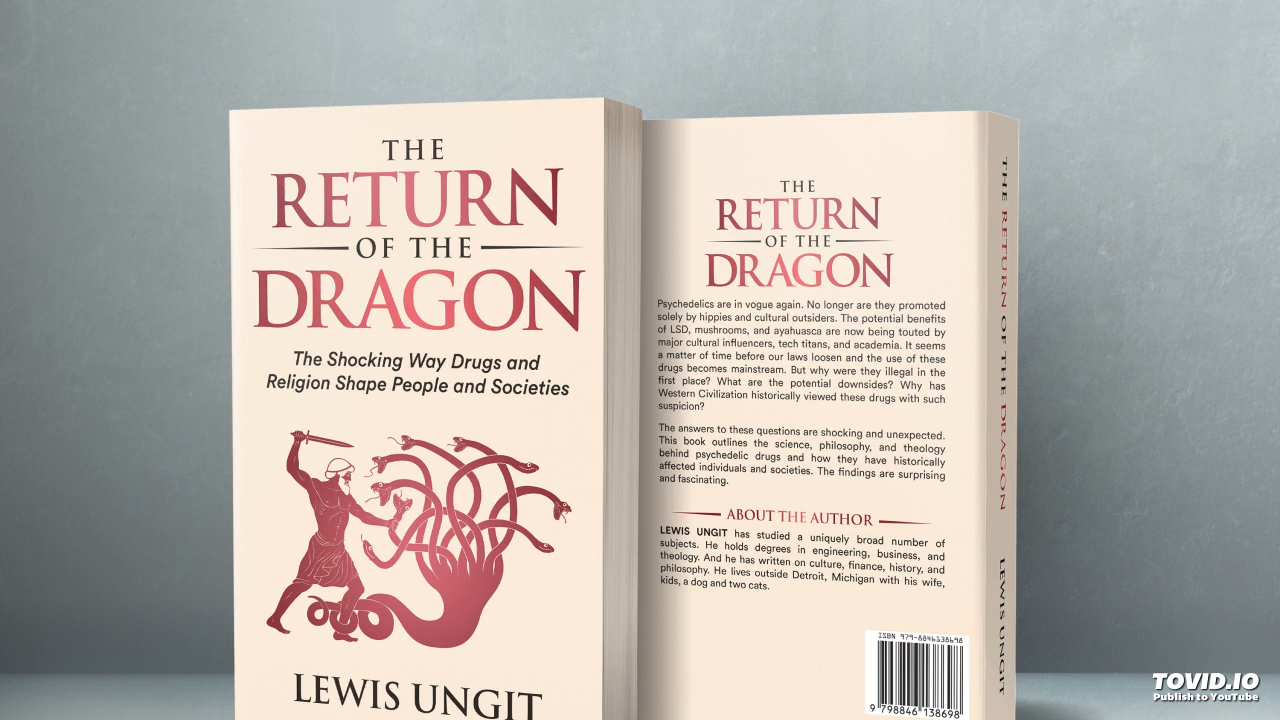 THE
RETURN
OF THE
DRAGON
The Shocking Way Drugs and
Religion Shape People and Societies
LEWIS UNGIT
THE
RETURN
OF THE
DRAGON
Psychedelics are in vogue again. No longer are they promoted
solely by hippies and cultural outsiders. The potential benefits
of LSD, mushrooms, and ayahuasca are now being touted by
major cultural influencers, tech titans, and academia. It seems
a matter of time before our laws loosen and the use of these
drugs becomes mainstream. But why were they illegal in the
first place? What are the potential downsides? Why has
Western Civilization historically viewed these drugs with such
suspicion?
The answers to these questions are shocking and unexpected.
This book outlines the science, philosophy, and theology
behind psychedelic drugs and how they have historically
affected individuals and societies. The findings are surprising
and fascinating.
ABOUT THE AUTHOR
LEWIS UNGIT has studied a uniquely broad number of
subjects. He holds degrees in engineering, business, and
theology. And he has written on culture, finance, history, and
philosophy. He lives outside Detroit, Michigan with his wife,
kids, a dog and two cats.
ISBN 979-8846138698
9 798846 138698
THE RETURN OF THE DRAGON
LEWIS UNGIT
TOVID.IO
Publish to YouTube